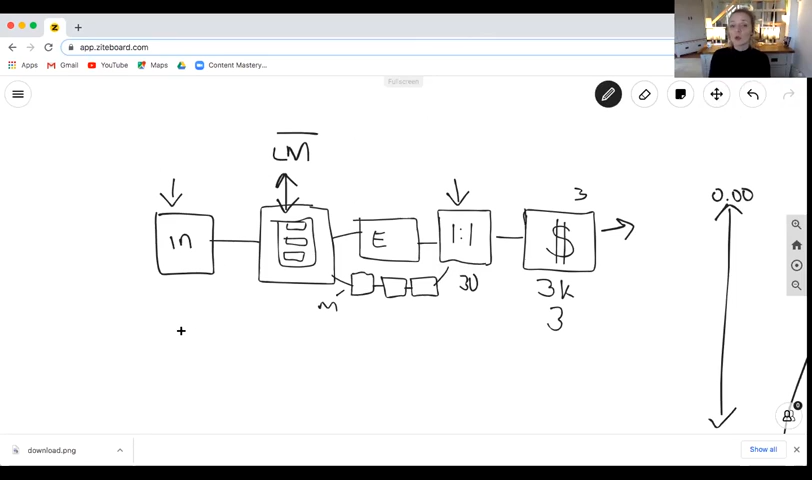 app.ziteboard.com
Apps
Gmail
YouTube
Maps
Content Mastery...
Fullscreen
LM
3
0.00
in
E
1:1
$
M
30
3K
3
0
download.png
Show all